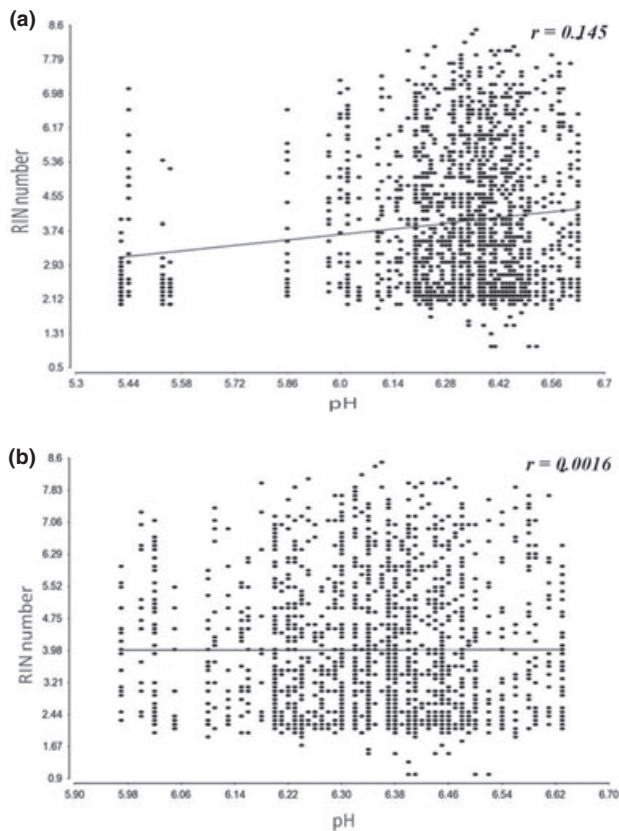 (a)
r = 0.145
8.6
7.79
6.98
6.17
5.36
4.55
3.74
2.93
2.12
1.31
0.5
RIN number
5.3 5.44 5.58 5.72 5.86 6.0 6.14 6.28 6.42 6.56 6.7
pH
(b)
r = 0.0016
8.6
7.83
7.06
6.29
5.52
4.75
3.98
3.21
2.44
1.67
0.9
RIN number
5.90 5.98 6.06 6.14 6.22 6.30 6.38 6.46 6.54 6.62 6.70
pH